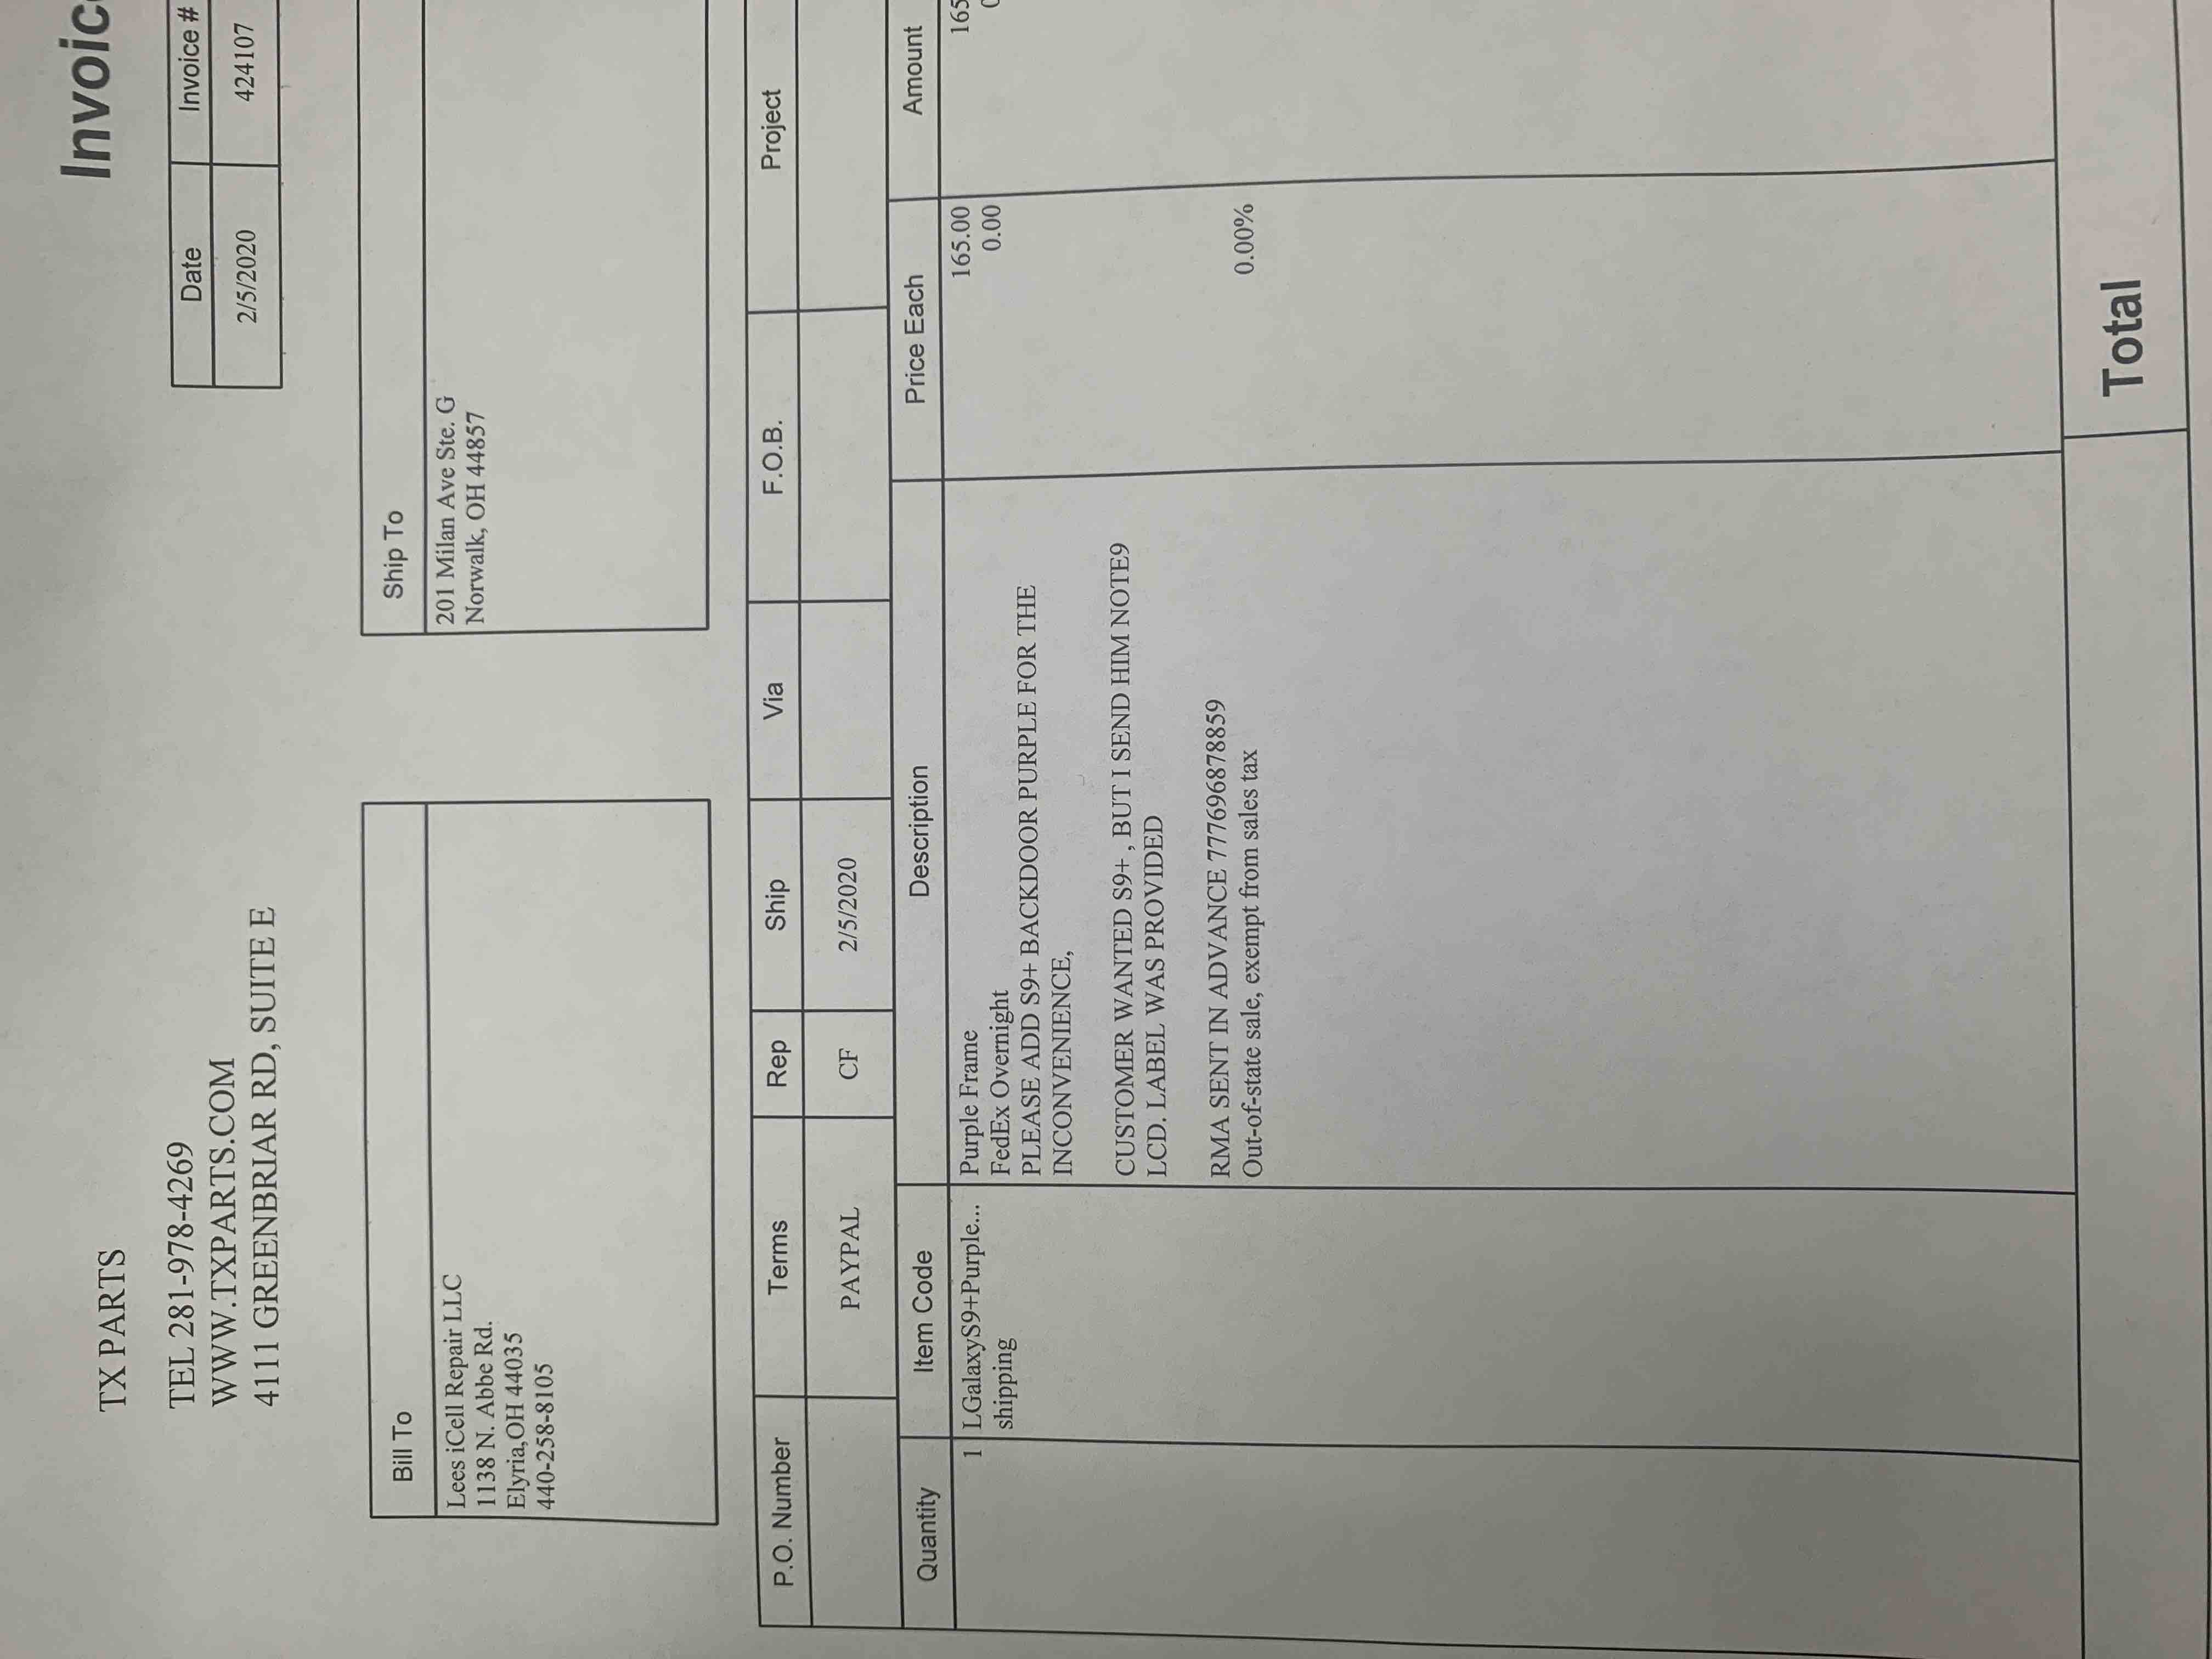 Invoic
TX PARTS
TEL 281-978-4269
WWW.TXPARTS.COM
4111 GREENBRIAR RD, SUITE E
Date Invoice #
2/5/2020 424107
Bill To
Lees iCell Repair LLC
1138 N. Abbe Rd.
Elyria,OH 44035
440-258-8105
Ship To
201 Milan Ave Ste. G
Norwalk, OH 44857
P.O. Number Terms Rep Ship Via F.O.B. Project
PAYPAL CF 2/5/2020
Quantity Item Code Description Price Each Amount
1 LGalaxyS9+Purple... Purple Frame 165.00 165
shipping FedEx Overnight 0.00
PLEASE ADD S9+ BACKDOOR PURPLE FOR THE
INCONVENIENCE,
CUSTOMER WANTED S9+ , BUT I SEND HIM NOTE9
LCD. LABEL WAS PROVIDED
RMA SENT IN ADVANCE 777696878859
Out-of-state sale, exempt from sales tax 0.00%
Total